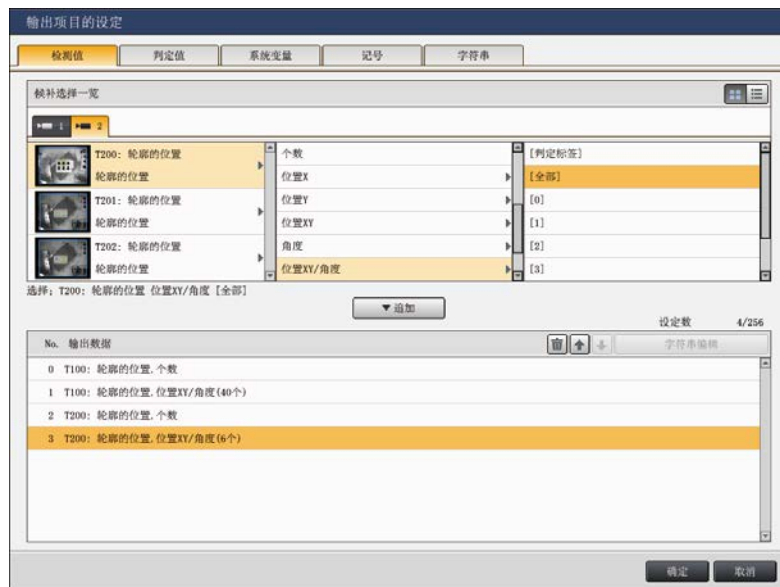 输出项目的设定
检测值 判定值 系统变量 记号 字符串
候补选择一览
1 2
T200: 轮廓的位置
轮廓的位置
T201: 轮廓的位置
轮廓的位置
T202: 轮廓的位置
轮廓的位置
个数
位置X
位置Y
位置XY
角度
位置XY/角度
[判定标签]
[全部]
[0]
[1]
[2]
[3]
选择: T200: 轮廓的位置 位置XY/角度 [全部]
▼追加
设定数 4/256
No. 输出数据 字符串编辑
0 T100: 轮廓的位置.个数
1 T100: 轮廓的位置.位置XY/角度(40个)
2 T200: 轮廓的位置.个数
3 T200: 轮廓的位置.位置XY/角度(6个)
确定 取消